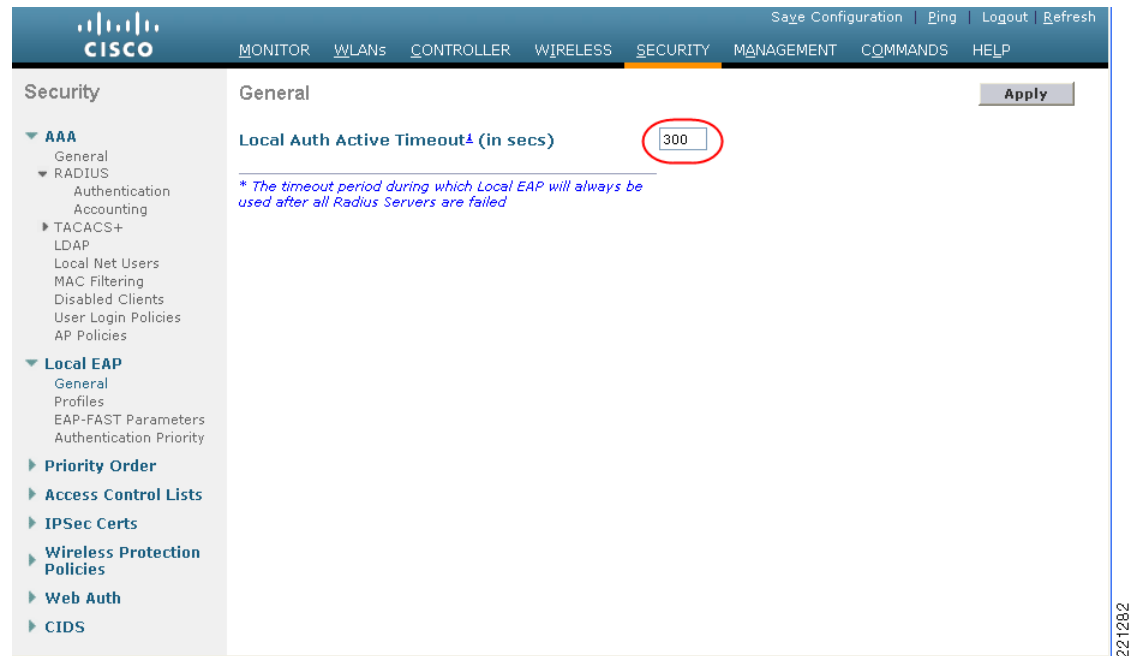 Save Configuration | Ping | Logout | Refresh
CISCO
MONITOR WLANs CONTROLLER WIRELESS SECURITY MANAGEMENT COMMANDS HELP
Security
AAA
General
RADIUS
Authentication
Accounting
TACACS+
LDAP
Local Net Users
MAC Filtering
Disabled Clients
User Login Policies
AP Policies
Local EAP
General
Profiles
EAP-FAST Parameters
Authentication Priority
Priority Order
Access Control Lists
IPSec Certs
Wireless Protection
Policies
Web Auth
CIDS
General
Apply
Local Auth Active Timeout1 (in secs) 300
* The timeout period during which Local EAP will always be
used after all Radius Servers are failed
221282